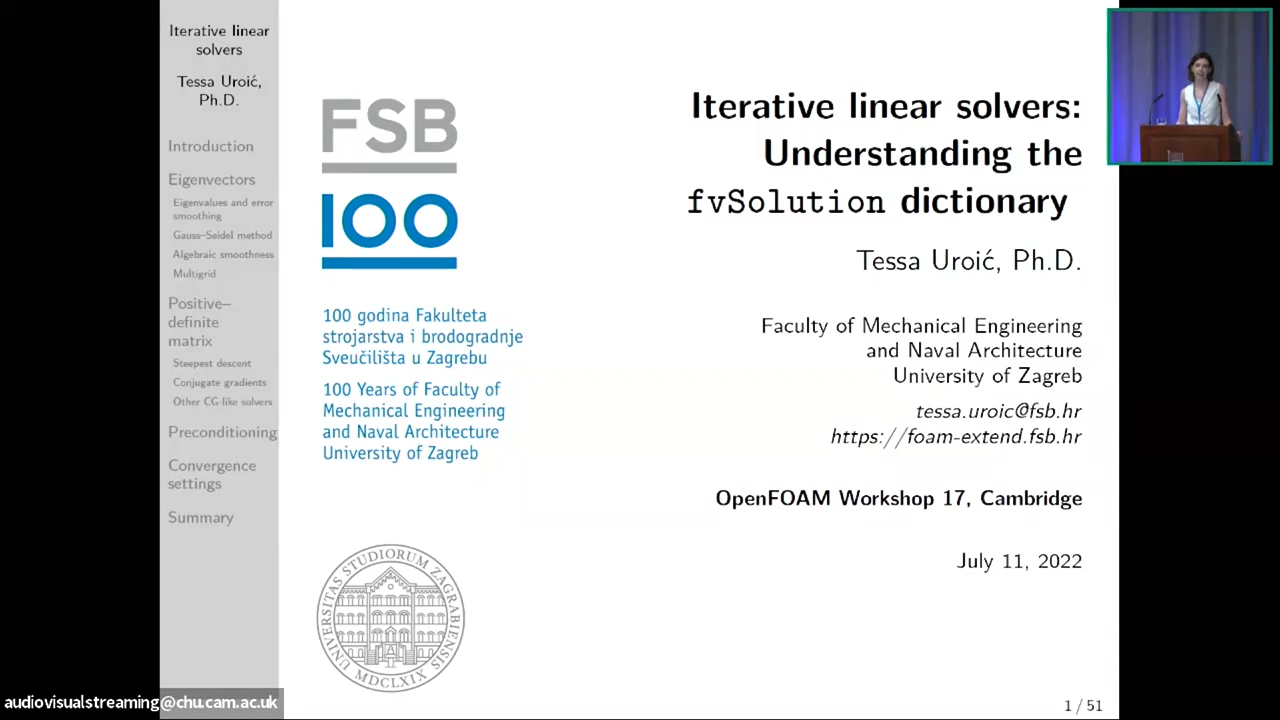 Iterative linear
solvers
Tessa Uroić,
Ph.D.
Introduction
Eigenvectors
Eigenvalues and error
smoothing
Gauss–Seidel method
Algebraic smoothness
Multigrid
Positive–
definite
matrix
Steepest descent
Conjugate gradients
Other CG-like solvers
Preconditioning
Convergence
settings
Summary
FSB
100
100 godina Fakulteta
strojarstva i brodogradnje
Sveučilišta u Zagrebu
100 Years of Faculty of
Mechanical Engineering
and Naval Architecture
University of Zagreb
UNIVERSITAS STUDIORUM ZAGRABIENSIS
MDCLXIX
Iterative linear solvers:
Understanding the
fvSolution dictionary
Tessa Uroić, Ph.D.
Faculty of Mechanical Engineering
and Naval Architecture
University of Zagreb
tessa.uroic@fsb.hr
https://foam-extend.fsb.hr
OpenFOAM Workshop 17, Cambridge
July 11, 2022
1 / 51
audiovisualstreaming@chu.cam.ac.uk